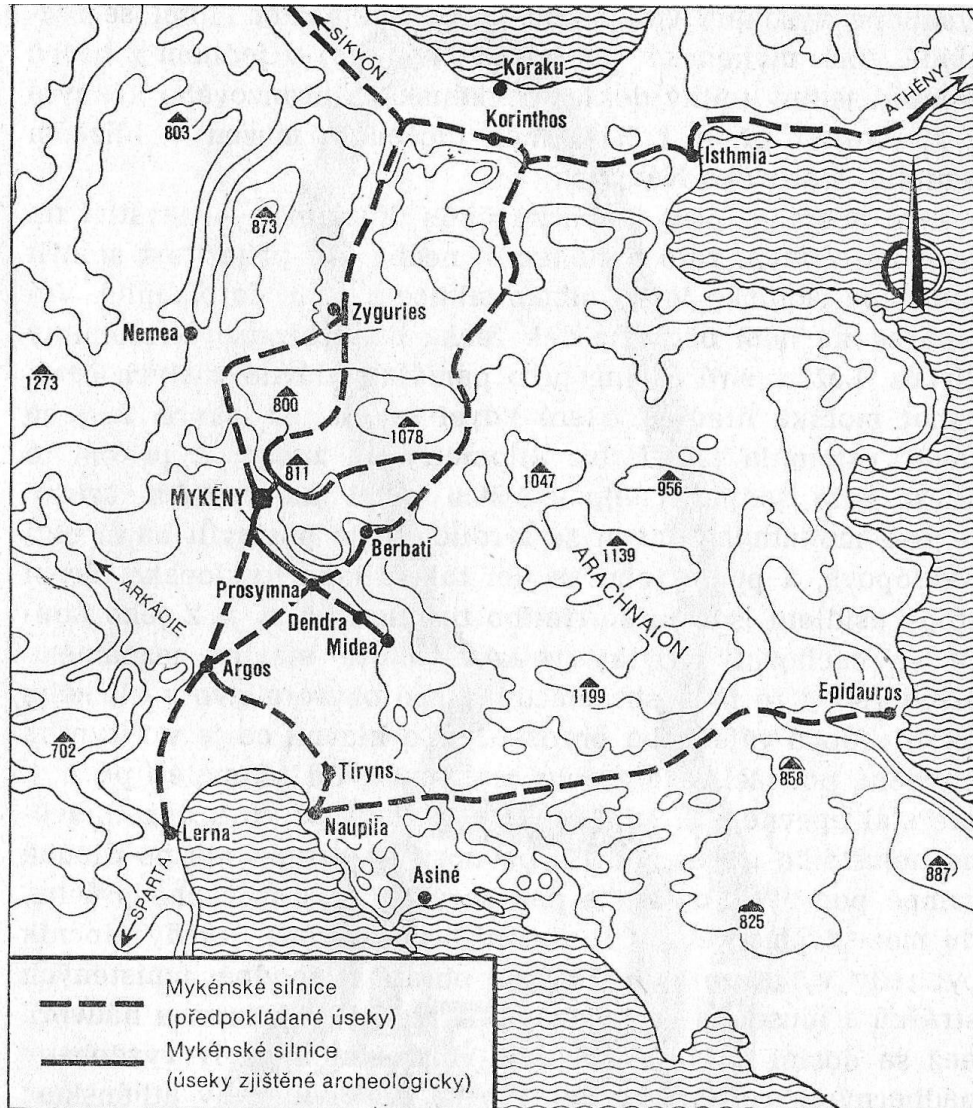 SIKYÓN
Koraku
ATHÉNY
803
Korinthos
Isthmia
873
Zyguries
Nemea
1273
800
1078
811
1047
956
MYKÉNY
Berbati
1139
ARACHNAION
ARKÁDIE
Prosymna
Dendra
Midea
Argos
1199
Epidauros
702
Tiryns
858
Lerna
Nauplia
887
Asiné
SPARTA
825
Mykénské silnice
(předpokládané úseky)
Mykénské silnice
(úseky zjištěné archeologicky)